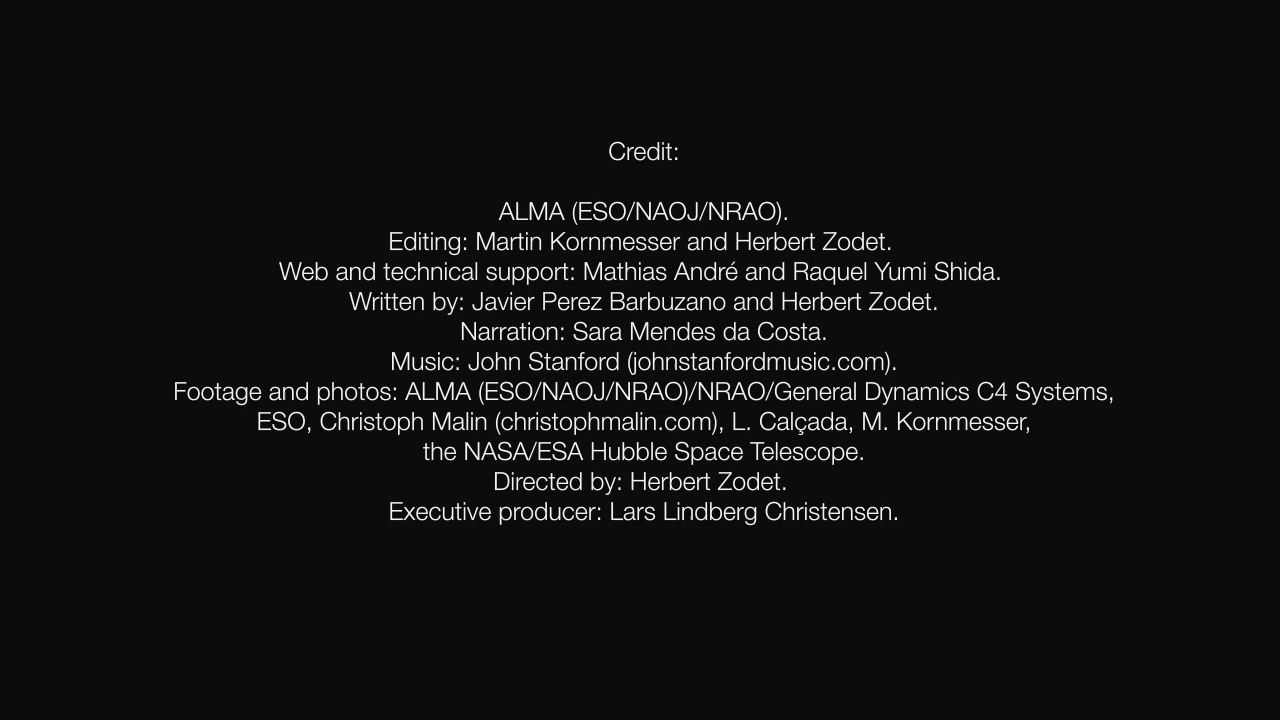 Credit:
ALMA (ESO/NAOJ/NRAO).
Editing: Martin Kornmesser and Herbert Zodet.
Web and technical support: Mathias André and Raquel Yumi Shida.
Written by: Javier Perez Barbuzano and Herbert Zodet.
Narration: Sara Mendes da Costa.
Music: John Stanford (johnstanfordmusic.com).
Footage and photos: ALMA (ESO/NAOJ/NRAO)/NRAO/General Dynamics C4 Systems,
ESO, Christoph Malin (christophmalin.com), L. Calçada, M. Kornmesser,
the NASA/ESA Hubble Space Telescope.
Directed by: Herbert Zodet.
Executive producer: Lars Lindberg Christensen.